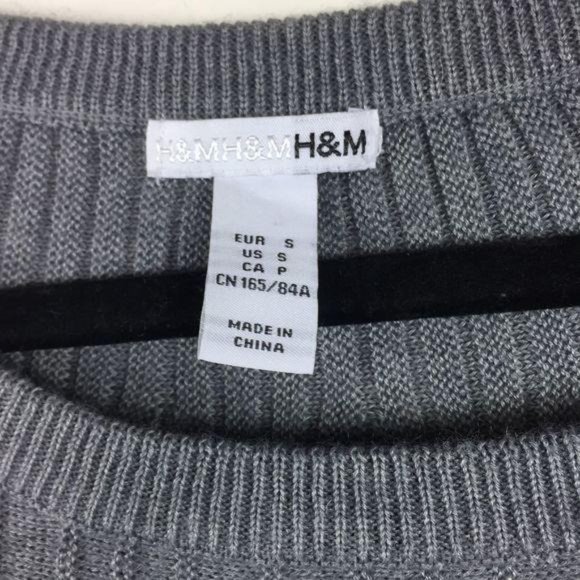 H&MH&MH&M
EUR S
US S
CA P
CN 165/84A
MADE IN
CHINA